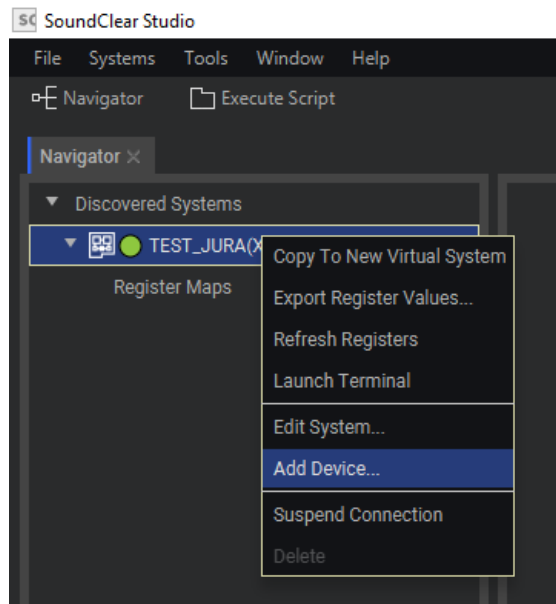 SC SoundClear Studio
File Systems Tools Window Help
Navigator Execute Script
Navigator
Discovered Systems
TEST_JURA(X
Register Maps
Copy To New Virtual System
Export Register Values...
Refresh Registers
Launch Terminal
Edit System...
Add Device...
Suspend Connection
Delete